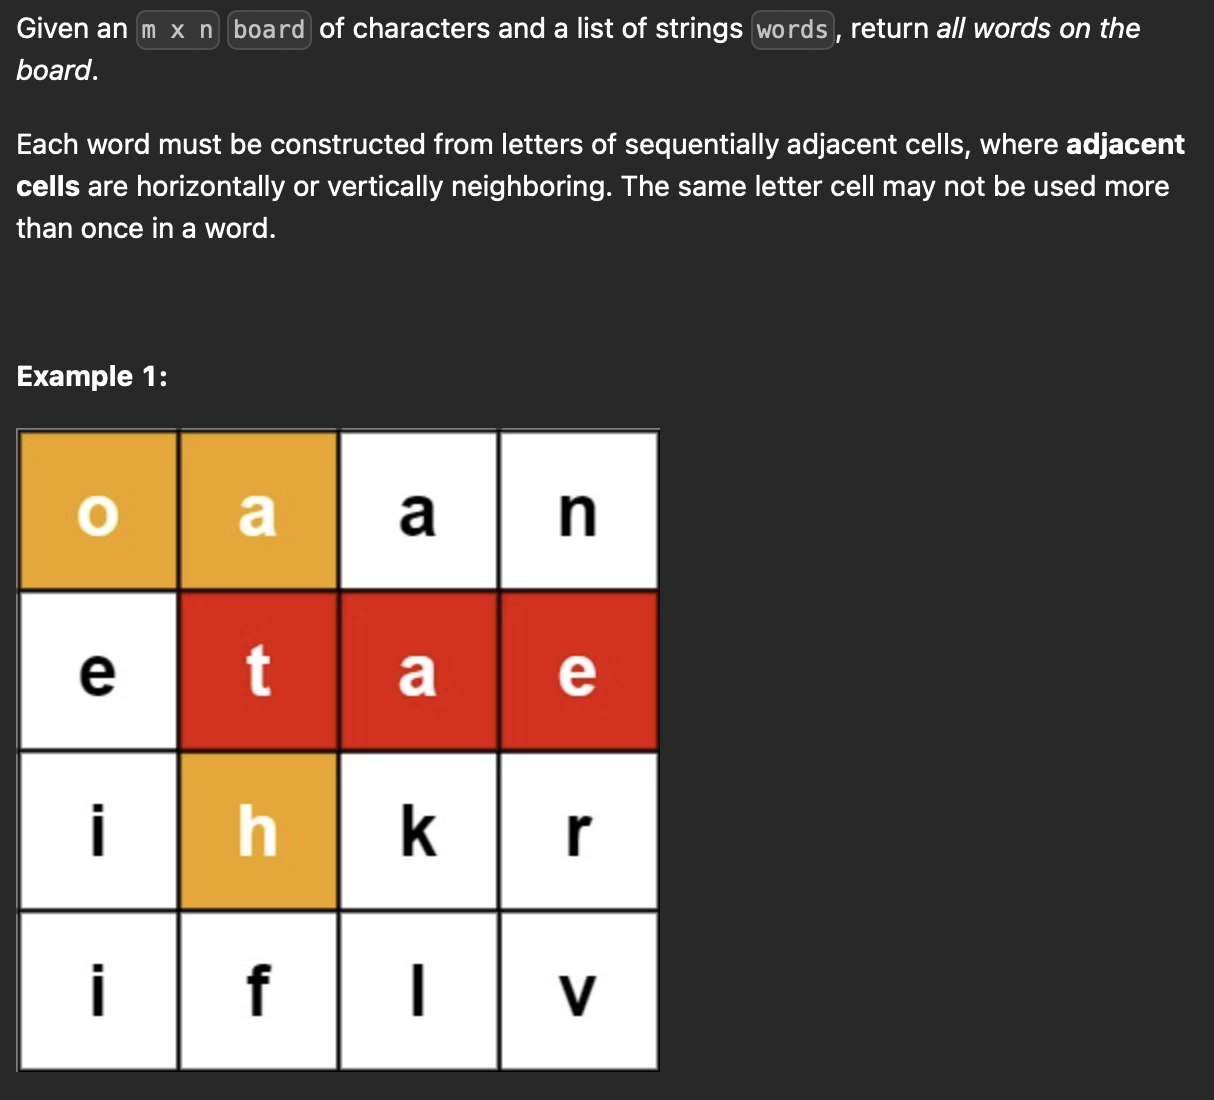 Given an m x n board of characters and a list of strings words, return all words on the
board.
Each word must be constructed from letters of sequentially adjacent cells, where adjacent
cells are horizontally or vertically neighboring. The same letter cell may not be used more
than once in a word.
Example 1:
o a a n
e t a e
i h k r
i f l v